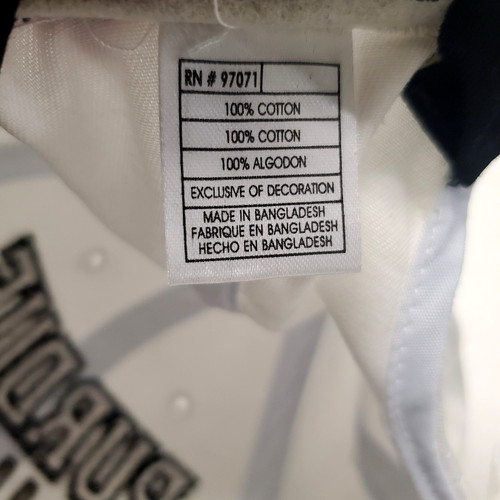 RN # 97071
100% COTTON
100% COTTON
100% ALGODON
EXCLUSIVE OF DECORATION
MADE IN BANGLADESH
FABRIQUE EN BANGLADESH
HECHO EN BANGLADESH